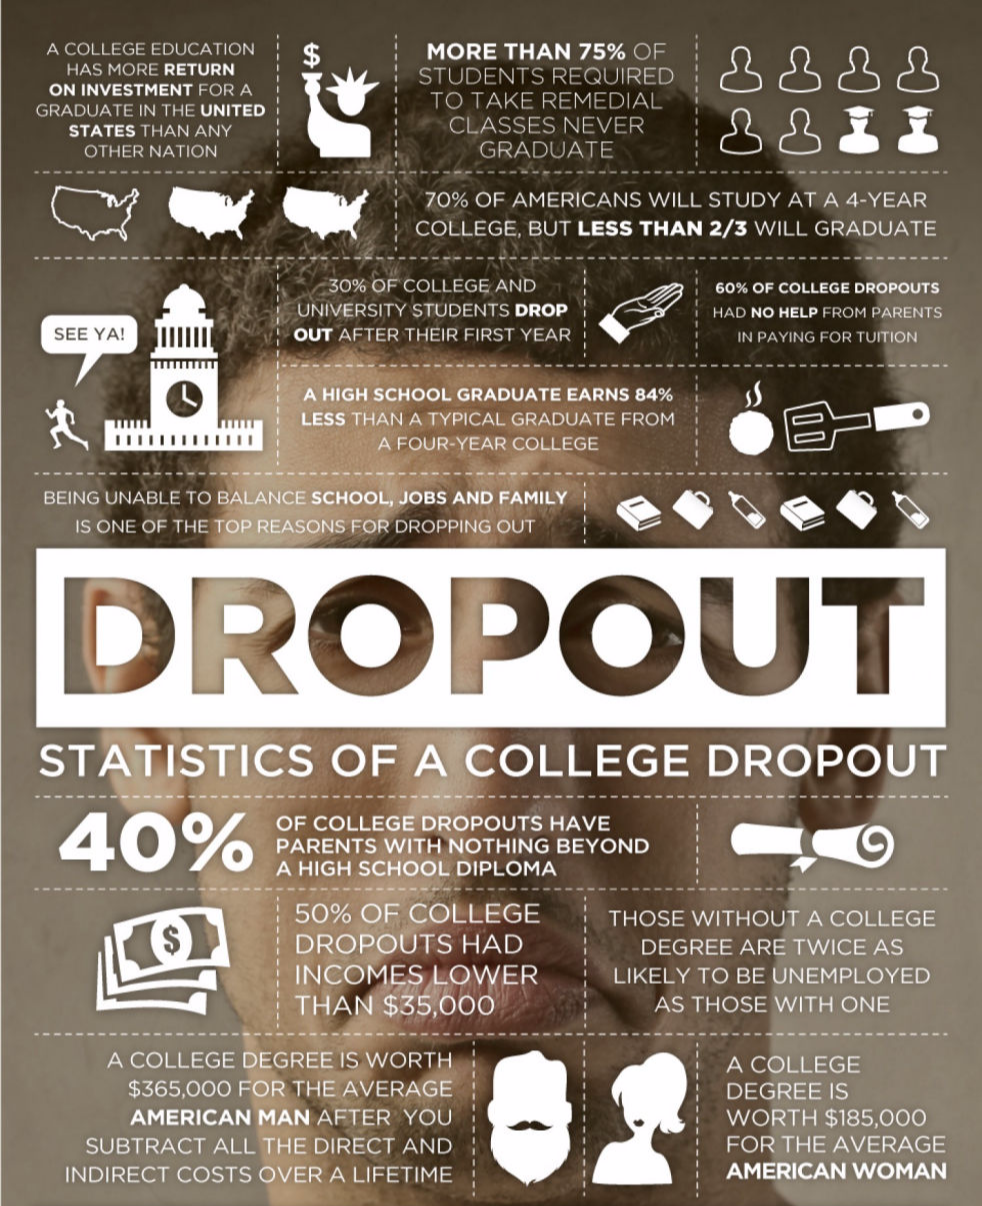 A COLLEGE EDUCATION
HAS MORE RETURN
ON INVESTMENT FOR A
GRADUATE IN THE UNITED
STATES THAN ANY
OTHER NATION
$
MORE THAN 75% OF
STUDENTS REQUIRED
TO TAKE REMEDIAL
CLASSES NEVER
GRADUATE
70% OF AMERICANS WILL STUDY AT A 4-YEAR
COLLEGE, BUT LESS THAN 2/3 WILL GRADUATE
SEE YA!
30% OF COLLEGE AND
UNIVERSITY STUDENTS DROP
OUT AFTER THEIR FIRST YEAR
60% OF COLLEGE DROPOUTS
HAD NO HELP FROM PARENTS
IN PAYING FOR TUITION
A HIGH SCHOOL GRADUATE EARNS 84%
LESS THAN A TYPICAL GRADUATE FROM
A FOUR-YEAR COLLEGE
BEING UNABLE TO BALANCE SCHOOL, JOBS AND FAMILY
IS ONE OF THE TOP REASONS FOR DROPPING OUT
DROPOUT
STATISTICS OF A COLLEGE DROPOUT
40%
OF COLLEGE DROPOUTS HAVE
PARENTS WITH NOTHING BEYOND
A HIGH SCHOOL DIPLOMA
$
50% OF COLLEGE
DROPOUTS HAD
INCOMES LOWER
THAN $35,000
THOSE WITHOUT A COLLEGE
DEGREE ARE TWICE AS
LIKELY TO BE UNEMPLOYED
AS THOSE WITH ONE
A COLLEGE DEGREE IS WORTH
$365,000 FOR THE AVERAGE
AMERICAN MAN AFTER YOU
SUBTRACT ALL THE DIRECT AND
INDIRECT COSTS OVER A LIFETIME
A COLLEGE
DEGREE IS
WORTH $185,000
FOR THE AVERAGE
AMERICAN WOMAN